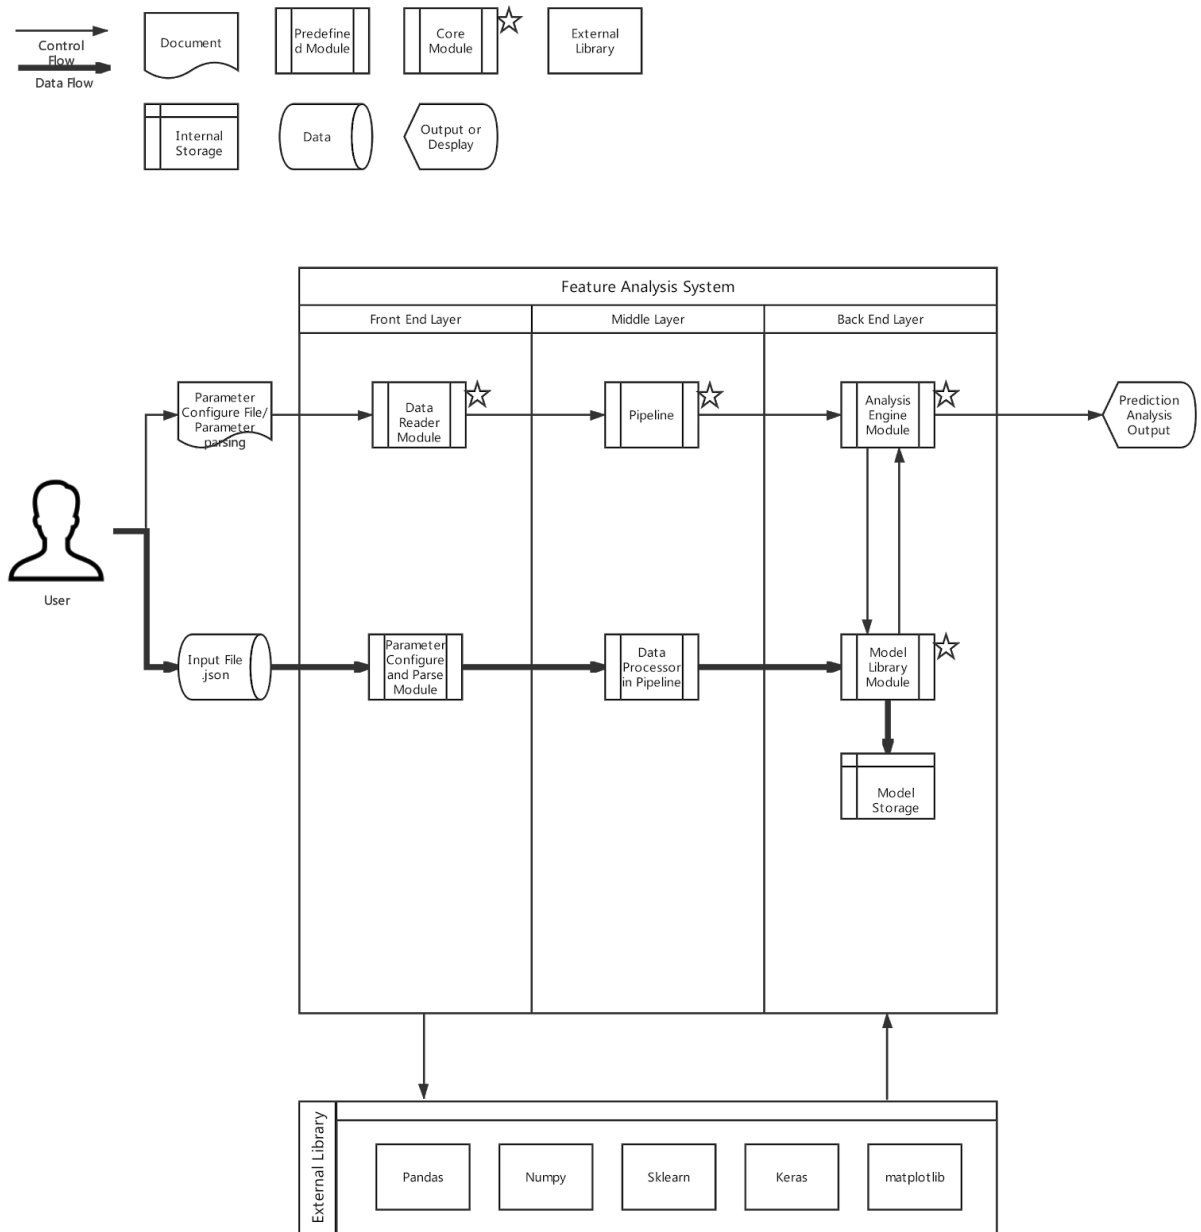 Control
Flow
Data Flow
Document
Predefine
d Module
Core
Module
External
Library
Internal
Storage
Data
Output or
Desplay
Feature Analysis System
Front End Layer
Middle Layer
Back End Layer
Parameter
Configure File/
Parameter
parsing
Data
Reader
Module
Pipeline
Analysis
Engine
Module
Prediction
Analysis
Output
User
Input File
.json
Parameter
Configure
and Parse
Module
Data
Processor
in Pipeline
Model
Library
Module
Model
Storage
External Library
Pandas
Numpy
Sklearn
Keras
matplotlib